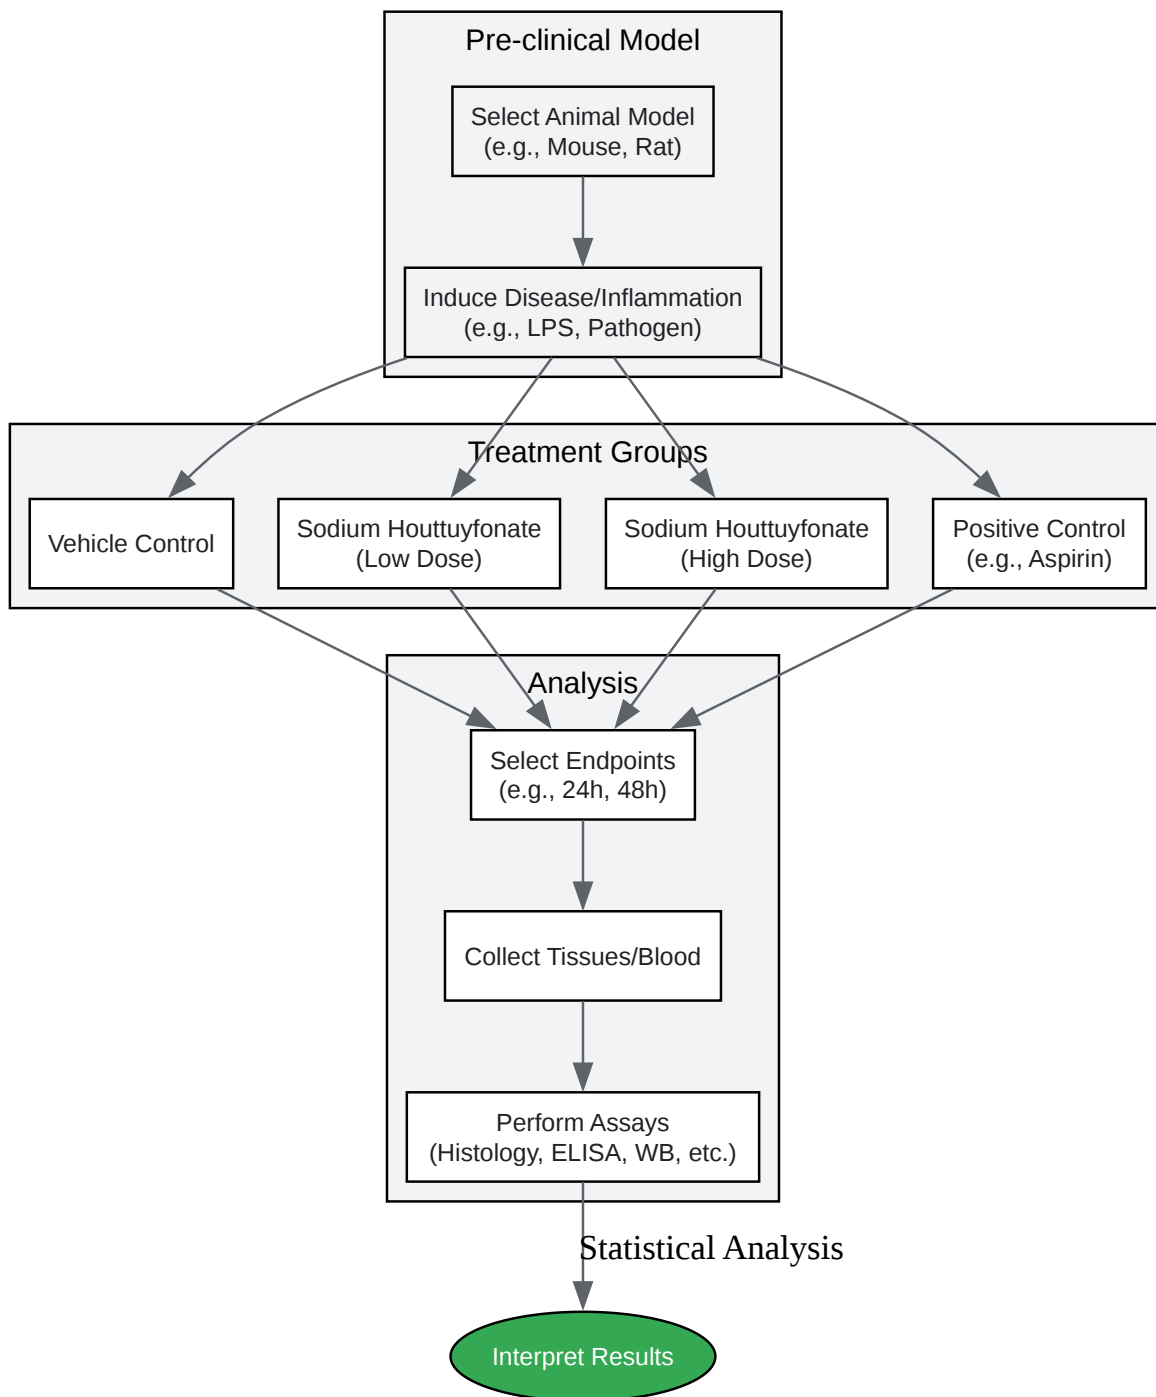 Pre-clinical Model
Select Animal Model
(e.g., Mouse, Rat)
Induce Disease/Inflammation
(e.g., LPS, Pathogen)
Treatment Groups
Vehicle Control
Sodium Houttuyfonate
(Low Dose)
Sodium Houttuyfonate
(High Dose)
Positive Control
(e.g., Aspirin)
Analysis
Select Endpoints
(e.g., 24h, 48h)
Collect Tissues/Blood
Perform Assays
(Histology, ELISA, WB, etc.)
Statistical Analysis
Interpret Results